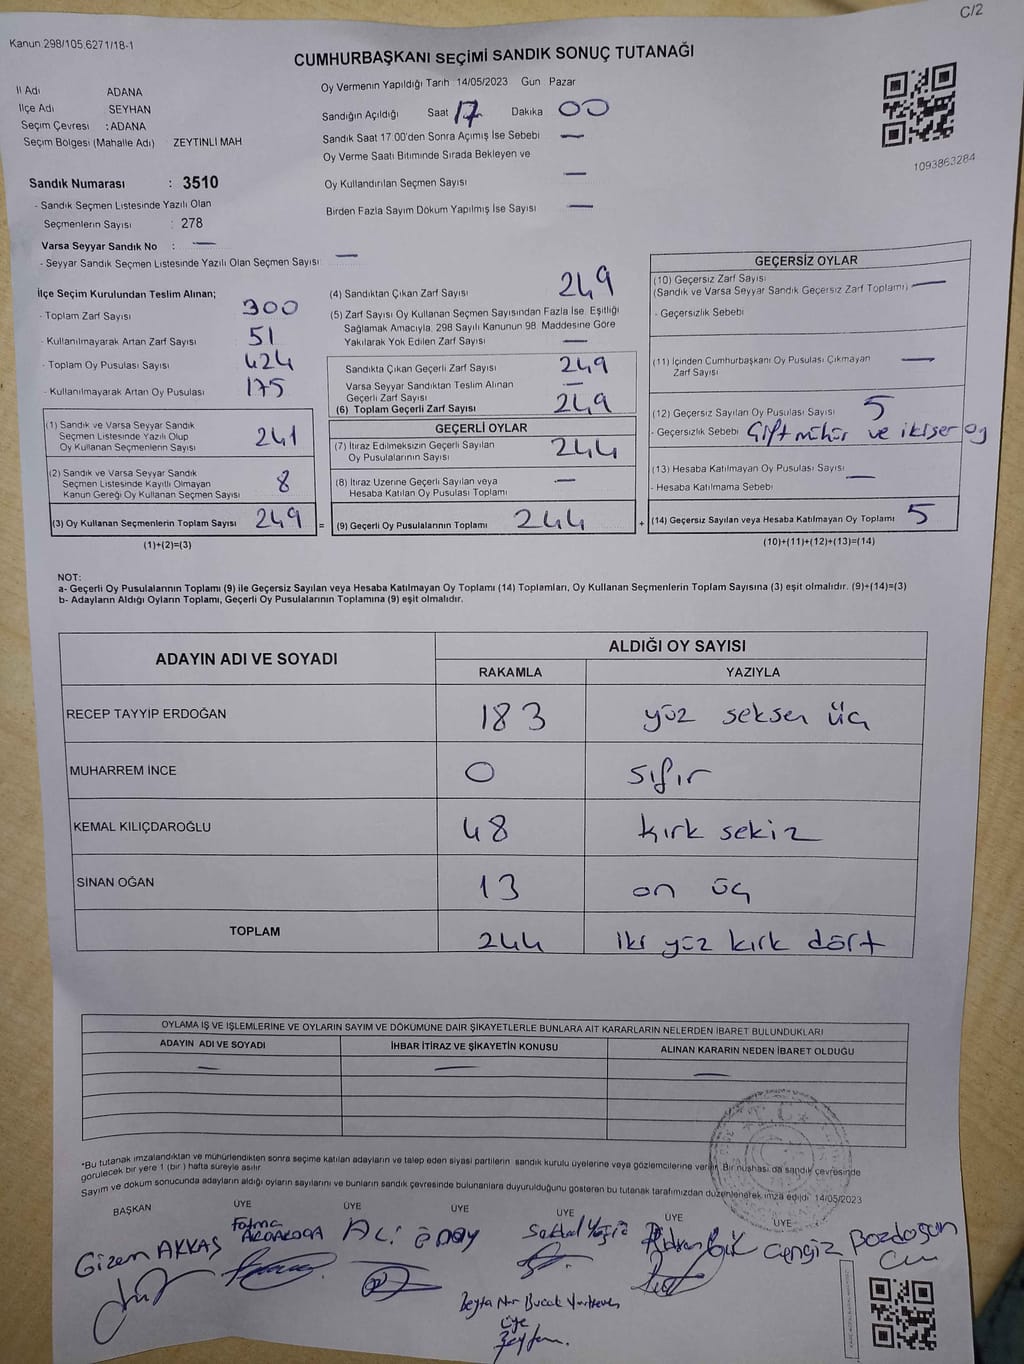 C/2
Kanun 298/105.6271/18-1
CUMHURBAŞKANI SEÇİMİ SANDIK SONUÇ TUTANAĞI
İl Adı ADANA
İlçe Adı SEYHAN
Seçim Çevresi : ADANA
Seçim Bölgesi (Mahalle Adı) ZEYTINLI MAH
Oy Vermenin Yapıldığı Tarih 14/05/2023 Gün Pazar
Sandığın Açıldığı Saat 17 Dakika 00
Sandık Saat 17 00'den Sonra Açımış İse Sebebi —
Oy Verme Saati Bitiminde Sırada Bekleyen ve
Oy Kullandırılan Seçmen Sayısı —
Birden Fazla Sayım Döküm Yapılmış İse Sayısı —
1093863284
Sandık Numarası : 3510
- Sandık Seçmen Listesinde Yazılı Olan
Seçmenlerin Sayısı : 278
Varsa Seyyar Sandık No : —
- Seyyar Sandık Seçmen Listesinde Yazılı Olan Seçmen Sayısı —
İlçe Seçim Kurulundan Teslim Alınan;
- Toplam Zarf Sayısı 300
- Kullanılmayarak Artan Zarf Sayısı 51
- Toplam Oy Pusulası Sayısı 424
- Kullanılmayarak Artan Oy Pusulası 175
(1) Sandık ve Varsa Seyyar Sandık
Seçmen Listesinde Yazılı Olup
Oy Kullanan Seçmenlerin Sayısı 241
(2) Sandık ve Varsa Seyyar Sandık
Seçmen Listesinde Kayıtlı Olmayan
Kanun Gereği Oy Kullanan Seçmen Sayısı 8
(3) Oy Kullanan Seçmenlerin Toplam Sayısı 249 =
(1)+(2)=(3)
(4) Sandıktan Çıkan Zarf Sayısı 249
(5) Zarf Sayısı Oy Kullanan Seçmen Sayısından Fazla İse, Eşitliği
Sağlamak Amacıyla, 298 Sayılı Kanunun 98 Maddesine Göre
Yakılarak Yok Edilen Zarf Sayısı —
Sandıkta Çıkan Geçerli Zarf Sayısı 249
Varsa Seyyar Sandıktan Teslim Alınan
Geçerli Zarf Sayısı —
(6) Toplam Geçerli Zarf Sayısı 249
GEÇERLİ OYLAR
(7) İtiraz Edilmeksizin Geçerli Sayılan
Oy Pusulalarının Sayısı 244
(8) İtiraz Üzerine Geçerli Sayılan veya
Hesaba Katılan Oy Pusulası Toplamı —
(9) Geçerli Oy Pusulalarının Toplamı 244 +
GEÇERSİZ OYLAR
(10) Geçersiz Zarf Sayısı
(Sandık ve Varsa Seyyar Sandık Geçersiz Zarf Toplamı) —
- Geçersizlik Sebebi
(11) İçinden Cumhurbaşkanı Oy Pusulası Çıkmayan
Zarf Sayısı —
(12) Geçersiz Sayılan Oy Pusulası Sayısı 5
- Geçersizlik Sebebi Çift mühür ve ikişer oy
(13) Hesaba Katılmayan Oy Pusulası Sayısı —
- Hesaba Katılmama Sebebi
(14) Geçersiz Sayılan veya Hesaba Katılmayan Oy Toplamı 5
(10)+(11)+(12)+(13)=(14)
NOT:
a- Geçerli Oy Pusulalarının Toplamı (9) ile Geçersiz Sayılan veya Hesaba Katılmayan Oy Toplamı (14) Toplamları, Oy Kullanan Seçmenlerin Toplam Sayısına (3) eşit olmalıdır. (9)+(14)=(3)
b- Adayların Aldığı Oyların Toplamı, Geçerli Oy Pusulalarının Toplamına (9) eşit olmalıdır.
ADAYIN ADI VE SOYADI ALDIĞI OY SAYISI
RAKAMLA YAZIYLA
RECEP TAYYİP ERDOĞAN 183 yüz seksen üç
MUHARREM İNCE 0 sıfır
KEMAL KILIÇDAROĞLU 48 kırk sekiz
SİNAN OĞAN 13 on üç
TOPLAM 244 iki yüz kırk dört
OYLAMA İŞ VE İŞLEMLERİNE VE OYLARIN SAYIM VE DÖKÜMÜNE DAİR ŞİKAYETLERLE BUNLARA AİT KARARLARIN NELERDEN İBARET BULUNDUKLARI
ADAYIN ADI VE SOYADI İHBAR İTİRAZ VE ŞİKAYETİN KONUSU ALINAN KARARIN NEDEN İBARET OLDUĞU
— — —
T.C.
*Bu tutanak imzalandıktan ve mühürlendikten sonra seçime katılan adayların ve talep eden siyasi partilerin sandık kurulu üyelerine veya gözlemcilerine verilir. Bir nüshası da sandık çevresinde
görülecek bir yere 1 (bir) hafta süreyle asılır.
Sayım ve döküm sonucunda adayların aldığı oyların sayılarını ve bunların sandık çevresinde bulunanlara duyurulduğunu gösteren bu tutanak tarafımızdan düzenlenerek imza edildi 14/05/2023
BAŞKAN ÜYE ÜYE ÜYE ÜYE ÜYE ÜYE
Gizem AKKAŞ Fatma Ali Cengiz Bozdoğan
Beyza Nur Bucak
üye